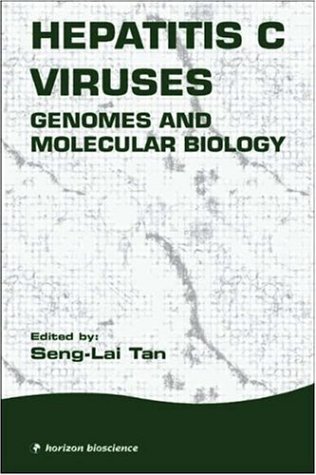 HEPATITIS C
VIRUSES
GENOMES AND
MOLECULAR BIOLOGY
Edited by:
Seng-Lai Tan
horizon bioscience